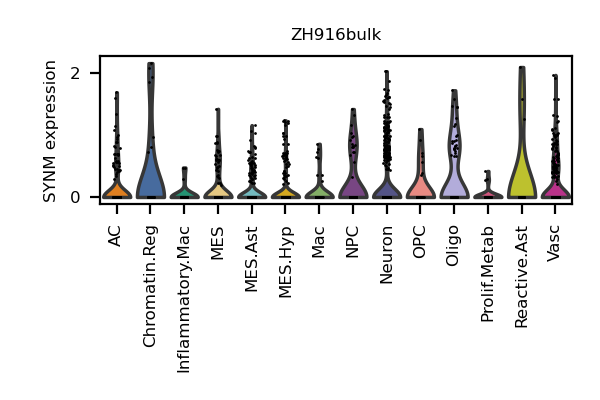 ZH916bulk
SYNM expression
2
0
AC
Chromatin.Reg
Inflammatory.Mac
MES
MES.Ast
MES.Hyp
Mac
NPC
Neuron
OPC
Oligo
Prolif.Metab
Reactive.Ast
Vasc